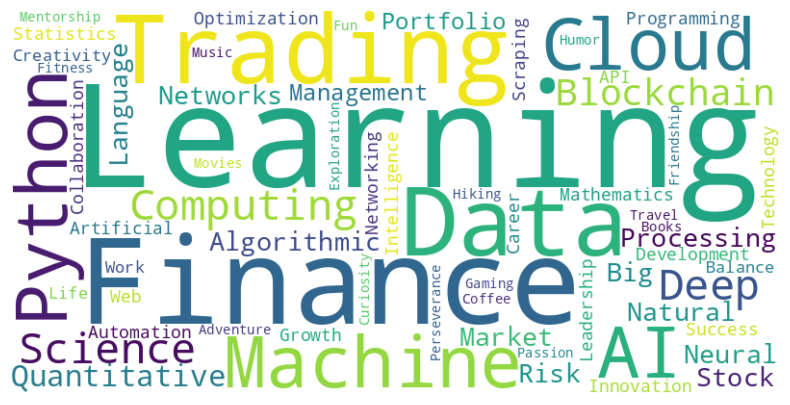 Mentorship
Optimization
Fun
Portfolio
Programming
Statistics
Trading
Cloud
Creativity
Music
Humor
Fitness
Scraping
API
Language
Networks
Management
Blockchain
Python
Collaboration
Learning
Movies
Exploration
Networking
Intelligence
Friendship
Technology
Computing
Data
Hiking
Mathematics
Career
Travel
Books
Artificial
Algorithmic
Processing
Finance
Work
Life
Web
Curiosity
Perseverance
Gaming
Coffee
Leadership
Big
Development
Balance
Deep
Natural
Automation
Adventure
Growth
Market
Success
Science
Machine
Passion
AI
Neural
Quantitative
Risk
Innovation
Stock